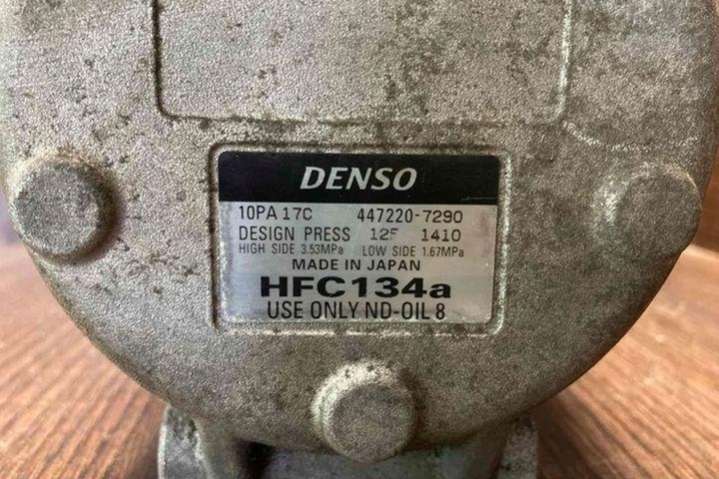 DENSO
10PA 17C 447220-7290
DESIGN PRESS 12F 1410
HIGH SIDE 3.53MPa LOW SIDE 1.67MPa
MADE IN JAPAN
HFC134a
USE ONLY ND-OIL 8